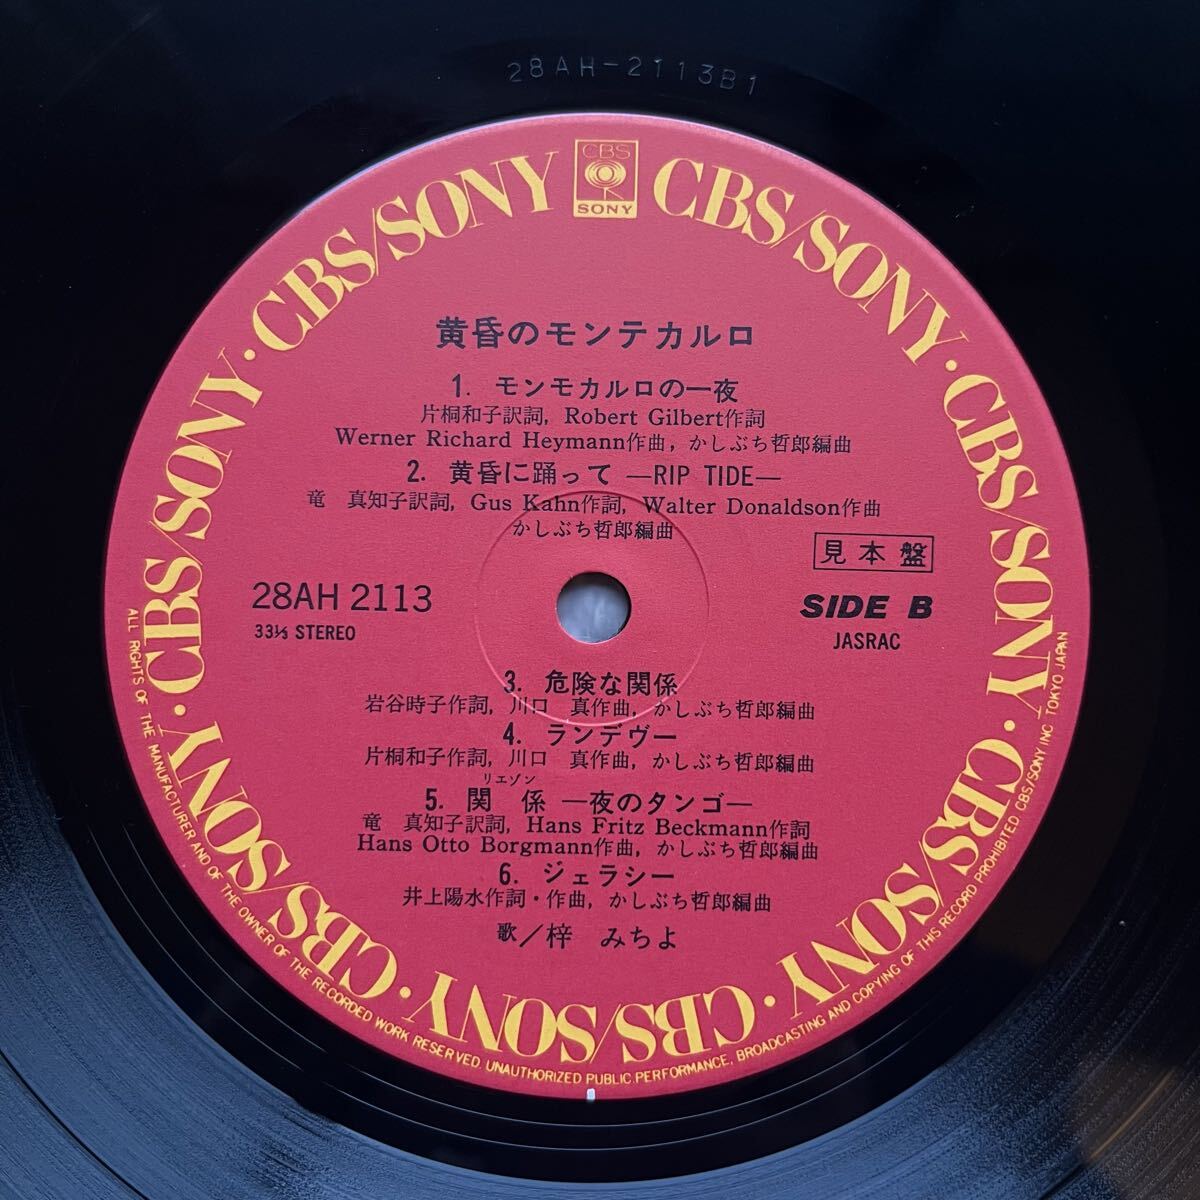 28AH-2113B1
CBS/SONY · CBS/SONY · CBS/SONY · CBS/SONY · CBS/SONY · CBS/SONY · CBS/SONY · CBS/SONY · CBS/SONY · CBS/SONY
CBS
SONY
黄昏のモンテカルロ
1. モンモカルロの一夜
片桐和子訳詞, Robert Gilbert作詞
Werner Richard Heymann作曲, かしぶち哲郎編曲
2. 黄昏に踊って —RIP TIDE—
竜 真知子訳詞, Gus Kahn作詞, Walter Donaldson作曲
かしぶち哲郎編曲
見本盤
28AH 2113
33⅓ STEREO
SIDE B
JASRAC
3. 危険な関係
岩谷時子作詞, 川口 真作曲, かしぶち哲郎編曲
4. ランデヴー
片桐和子作詞, 川口 真作曲, かしぶち哲郎編曲
リエゾン
5. 関 係 —夜のタンゴ—
竜 真知子訳詞, Hans Fritz Beckmann作詞
Hans Otto Borgmann作曲, かしぶち哲郎編曲
6. ジェラシー
井上陽水作詞・作曲, かしぶち哲郎編曲
歌／梓 みちよ
ALL RIGHTS OF THE MANUFACTURER AND OF THE OWNER OF THE RECORDED WORK RESERVED. UNAUTHORIZED PUBLIC PERFORMANCE, BROADCASTING AND COPYING OF THIS RECORD PROHIBITED CBS/SONY INC. TOKYO JAPAN